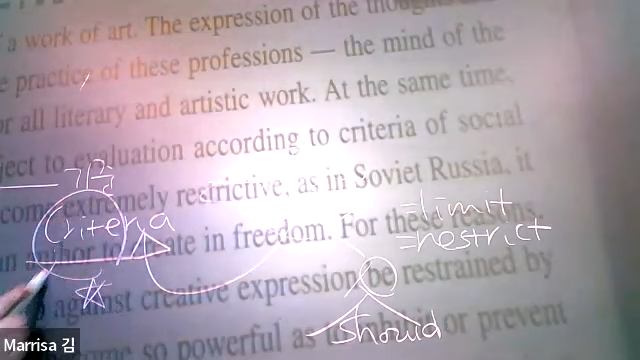 a work of art. The expression of the
practice of these professions — the mind of the
or all literary and artistic work. At the same time,
ject to evaluation according to criteria of social
기준
come extremely restrictive, as in Soviet Russia, it
Criteria
=limit
to create in freedom. For these reasons,
=restrict
against creative expression be restrained by
should
so powerful as to or prevent
Marrisa 김